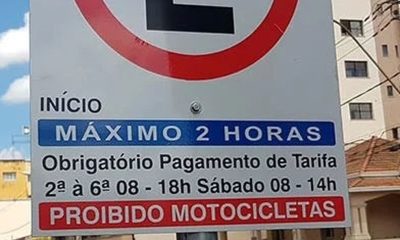 E
INÍCIO
MÁXIMO 2 HORAS
Obrigatório Pagamento de Tarifa
2ª à 6ª 08 - 18h Sábado 08 - 14h
PROIBIDO MOTOCICLETAS